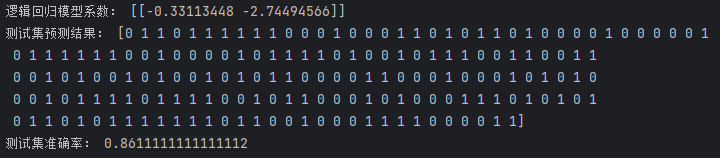 逻辑回归模型系数: [[-0.33113448 -2.74494566]]
测试集预测结果: [0 1 1 0 1 1 1 1 1 1 0 0 0 1 0 0 0 1 1 0 1 0 1 1 0 1 0 0 0 0 1 0 0 0 0 0 1
 0 1 1 1 1 1 1 0 0 1 0 0 0 0 1 0 1 1 1 1 0 1 0 0 1 0 0 1 0 1 1 1 0 0 1 1 0 0 1 1
 0 0 1 0 1 0 0 1 0 1 0 0 1 0 1 0 1 1 0 0 0 1 1 0 0 0 1 0 0 0 1 0 1 0 1 0
 0 0 1 0 1 1 0 1 1 1 1 0 1 0 1 0 0 1 0 1 1 0 0 0 1 0 1 0 0 0 1 1 1 0 1 0 1 0 1
 0 1 1 0 1 0 1 1 1 1 1 1 1 0 1 1 0 0 1 0 0 0 1 1 1 1 0 0 0 0 1 1]
测试集准确率: 0.8611111111111112